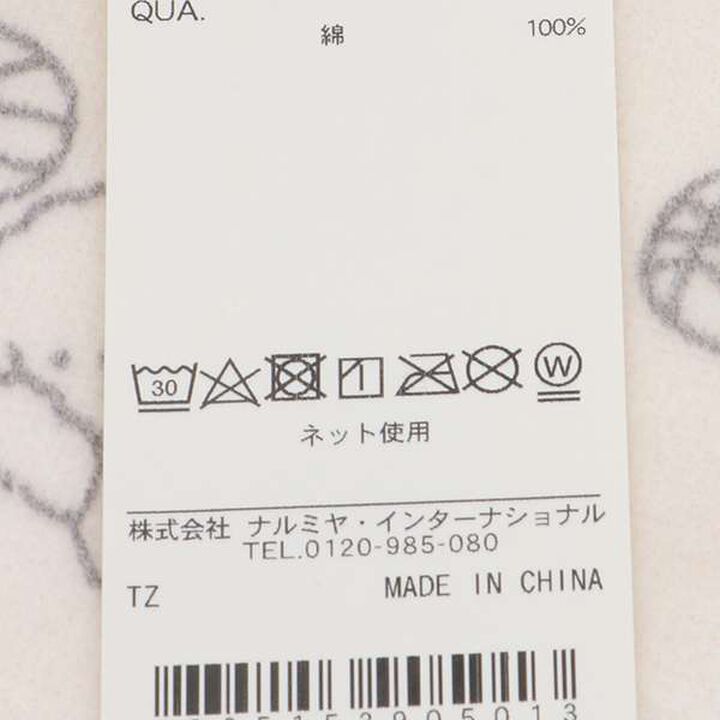 QUA.
綿 100%
30 W
ネット使用
株式会社 ナルミヤ・インターナショナル
TEL.0120-985-080
TZ MADE IN CHINA